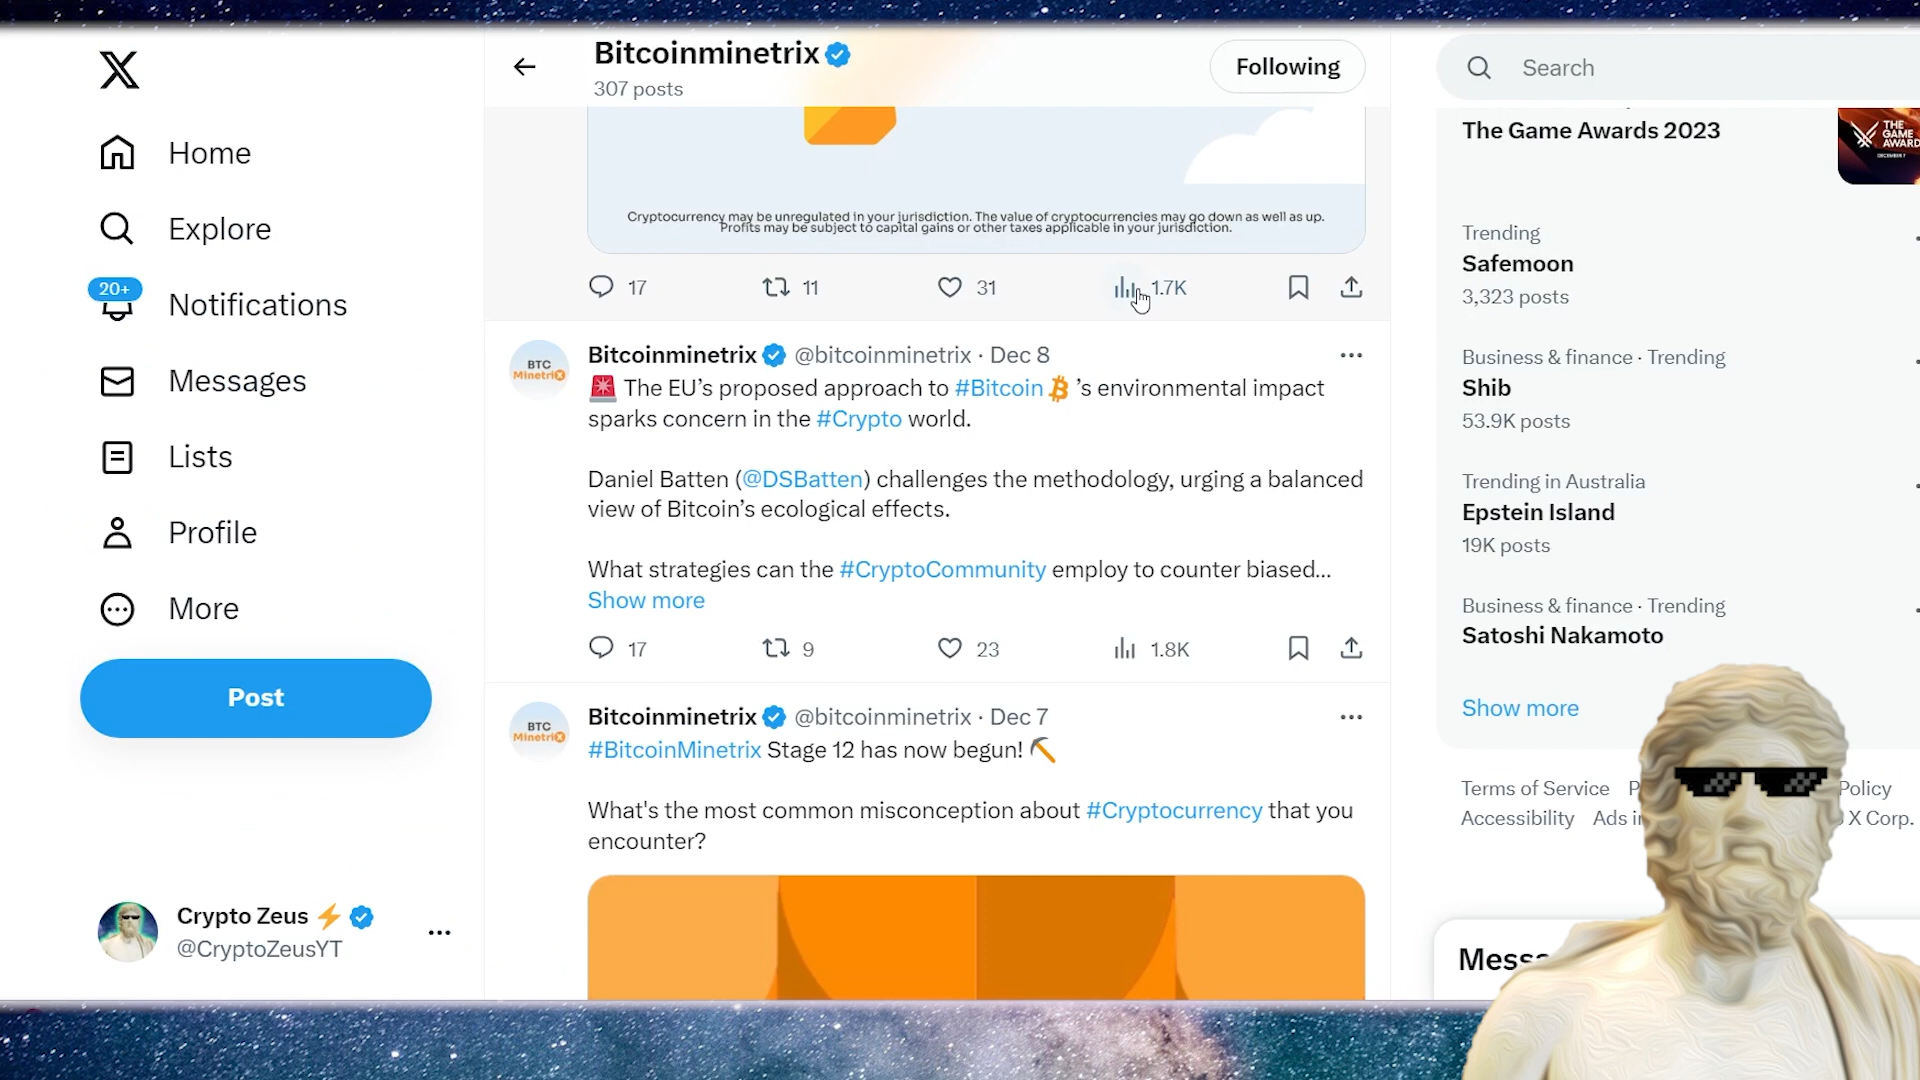 Bitcoinminetrix
307 posts
Following
Search
Home
Explore
20+
Notifications
Messages
Lists
Profile
More
Post
Crypto Zeus ⚡
@CryptoZeusYT
Cryptocurrency may be unregulated in your jurisdiction. The value of cryptocurrencies may go down as well as up.
Profits may be subject to capital gains or other taxes applicable in your jurisdiction.
17 11 31 1.7K
BTC
MinetriX
Bitcoinminetrix @bitcoinminetrix · Dec 8
🚨 The EU’s proposed approach to #Bitcoin ’s environmental impact
sparks concern in the #Crypto world.
Daniel Batten (@DSBatten) challenges the methodology, urging a balanced
view of Bitcoin’s ecological effects.
What strategies can the #CryptoCommunity employ to counter biased...
Show more
17 9 23 1.8K
BTC
MinetriX
Bitcoinminetrix @bitcoinminetrix · Dec 7
#BitcoinMinetrix Stage 12 has now begun! ⛏️
What's the most common misconception about #Cryptocurrency that you
encounter?
The Game Awards 2023
THE
GAME
AWARD
Trending
Safemoon
3,323 posts
Business & finance · Trending
Shib
53.9K posts
Trending in Australia
Epstein Island
19K posts
Business & finance · Trending
Satoshi Nakamoto
Show more
Terms of Service P Policy
Accessibility Ads i X Corp.
Mess